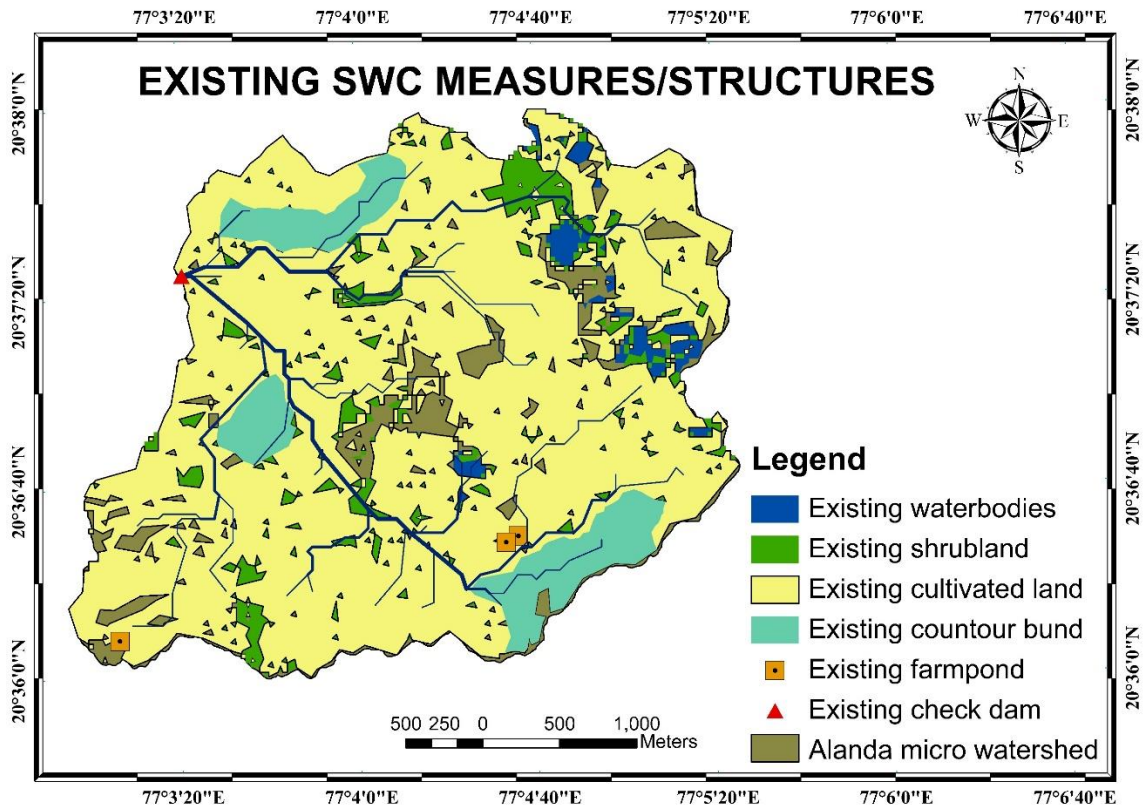 77°3'20"E 77°4'0"E 77°4'40"E 77°5'20"E 77°6'0"E 77°6'40"E
EXISTING SWC MEASURES/STRUCTURES
N
W E
S
20°38'0"N 20°38'0"N
20°37'20"N 20°37'20"N
20°36'40"N 20°36'40"N
20°36'0"N 20°36'0"N
Legend
Existing waterbodies
Existing shrubland
Existing cultivated land
Existing countour bund
Existing farmpond
Existing check dam
Alanda micro watershed
500 250 0 500 1,000
Meters
77°3'20"E 77°4'0"E 77°4'40"E 77°5'20"E 77°6'0"E 77°6'40"E